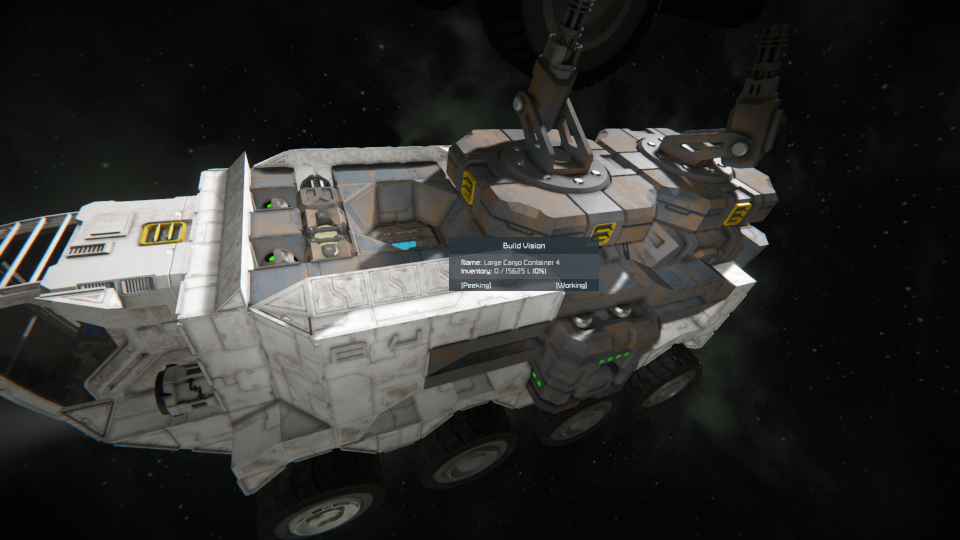 Build Vision
Name: Large Cargo Container 4
Inventory: 0 / 15625 L (0%)
[Peeking] [Working]